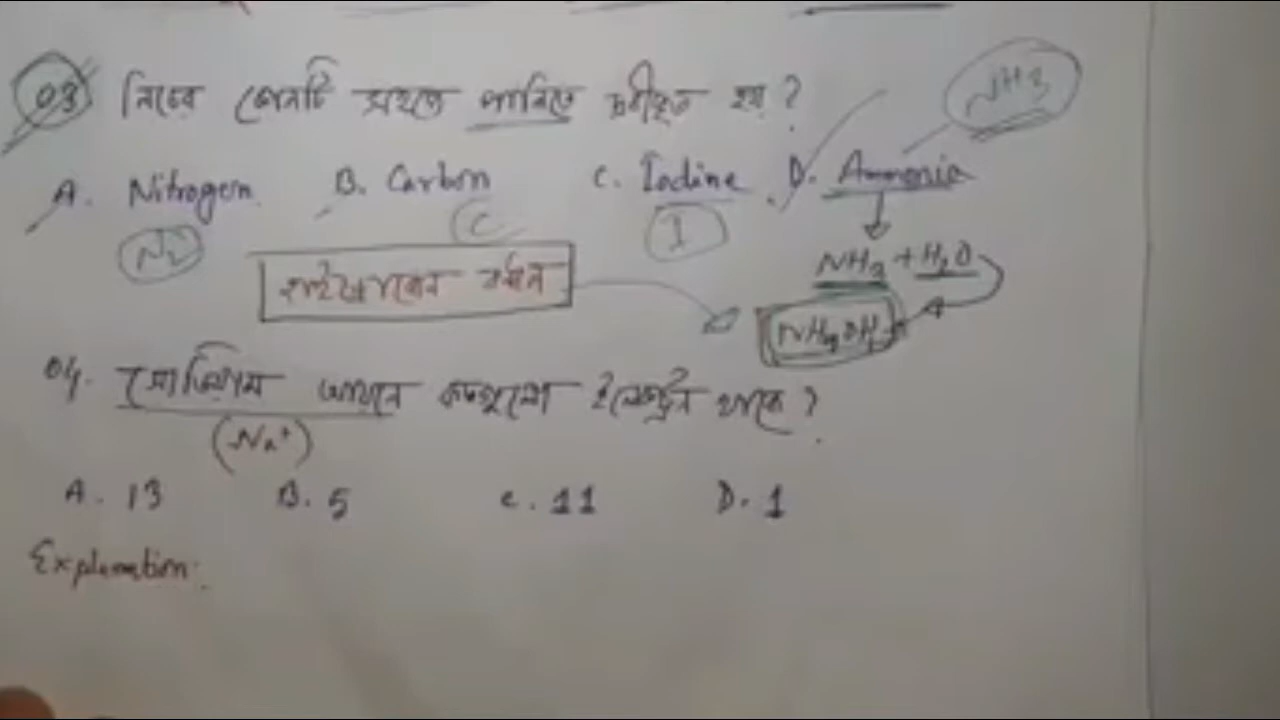 03 নিচের কোনটি সহজে পানিতে দ্রবীভূত হয় ?
NH3
A. Nitrogen B. Carbon C. Iodine D. Ammonia
N2 C I
NH3 + H2O
হাইড্রোজেন বন্ধন
NH4OH
04. সোডিয়াম আয়নে কতগুলো ইলেকট্রন থাকে ?
(Na+)
A. 13 B. 5 C. 11 D. 1
Explanation: